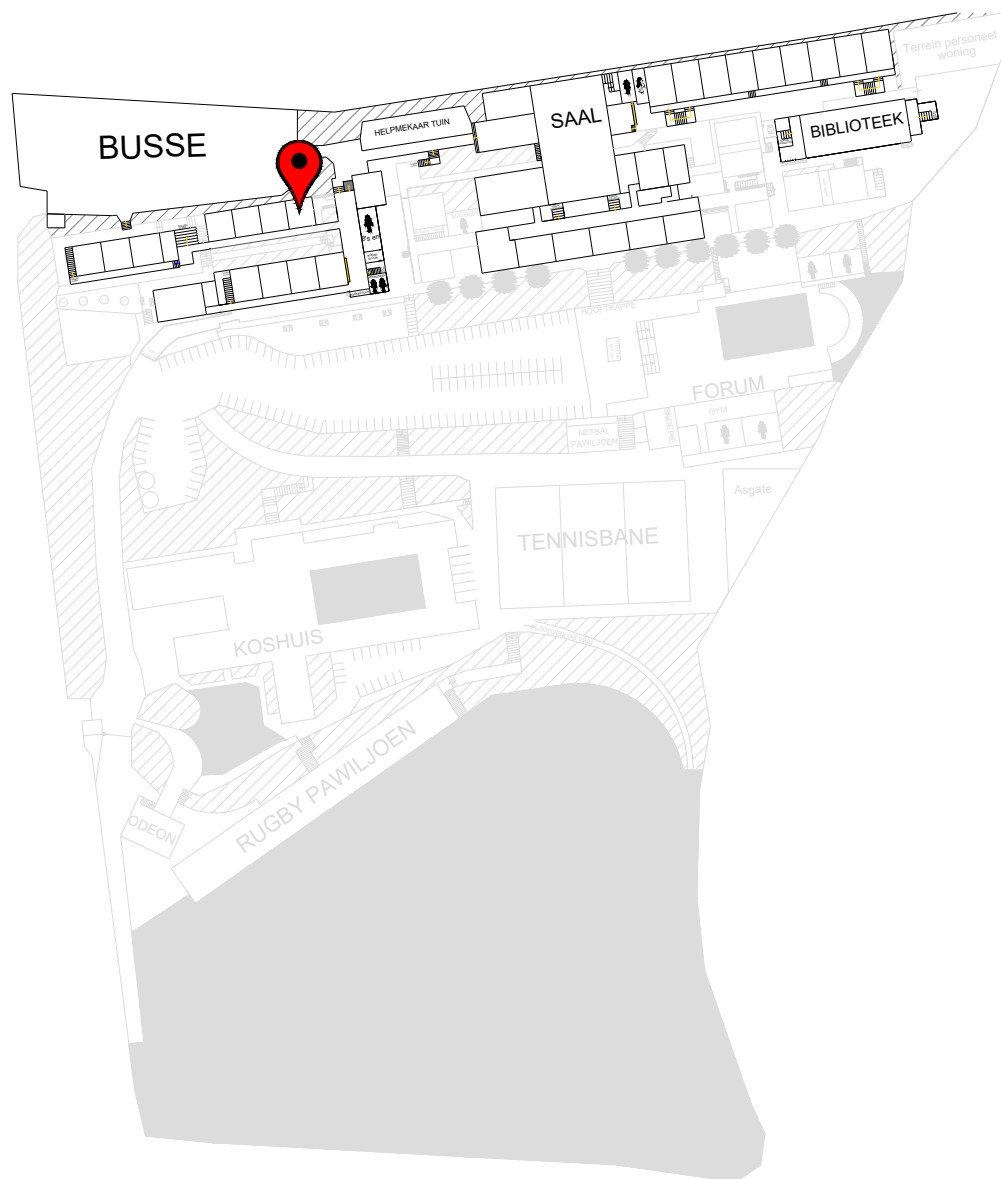 Terrein personeel
woning
HELPMEKAAR TUIN
SAAL
BIBLIOTEEK
BUSSE
HOOFTRAPPE
FORUM
GYM
NETBAL
PAWILJOEN
Asgate
TENNISBANE
KOSHUIS
RUGBY PAWILJOEN
ODEON